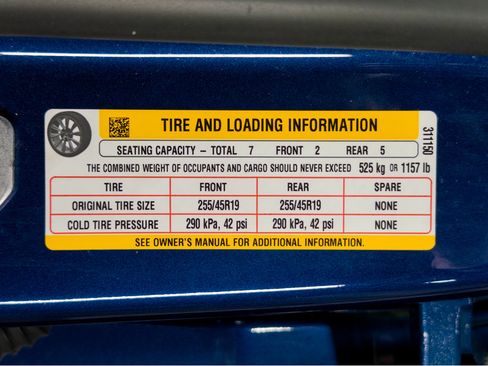 TIRE AND LOADING INFORMATION
SEATING CAPACITY – TOTAL 7 FRONT 2 REAR 5
THE COMBINED WEIGHT OF OCCUPANTS AND CARGO SHOULD NEVER EXCEED 525 kg OR 1157 lb
TIRE FRONT REAR SPARE
ORIGINAL TIRE SIZE 255/45R19 255/45R19 NONE
COLD TIRE PRESSURE 290 kPa, 42 psi 290 kPa, 42 psi NONE
SEE OWNER'S MANUAL FOR ADDITIONAL INFORMATION.
311150